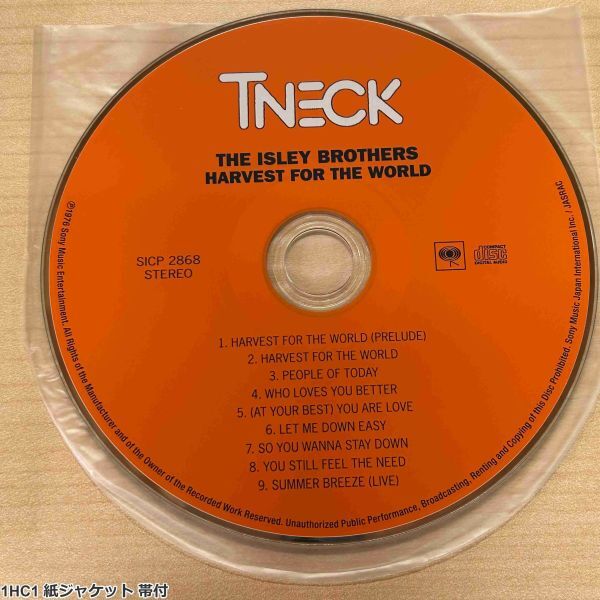 TNECK
THE ISLEY BROTHERS
HARVEST FOR THE WORLD
SICP 2868
STEREO
COMPACT
disc
DIGITAL AUDIO
1. HARVEST FOR THE WORLD (PRELUDE)
2. HARVEST FOR THE WORLD
3. PEOPLE OF TODAY
4. WHO LOVES YOU BETTER
5. (AT YOUR BEST) YOU ARE LOVE
6. LET ME DOWN EASY
7. SO YOU WANNA STAY DOWN
8. YOU STILL FEEL THE NEED
9. SUMMER BREEZE (LIVE)
℗1976 Sony Music Entertainment. All Rights of the Manufacturer and of the Owner of the Recorded Work Reserved. Unauthorized Public Performance, Broadcasting, Renting and Copying of this Disc Prohibited. Sony Music Japan International Inc. / JASRAC
1HC1 紙ジャケット 帯付